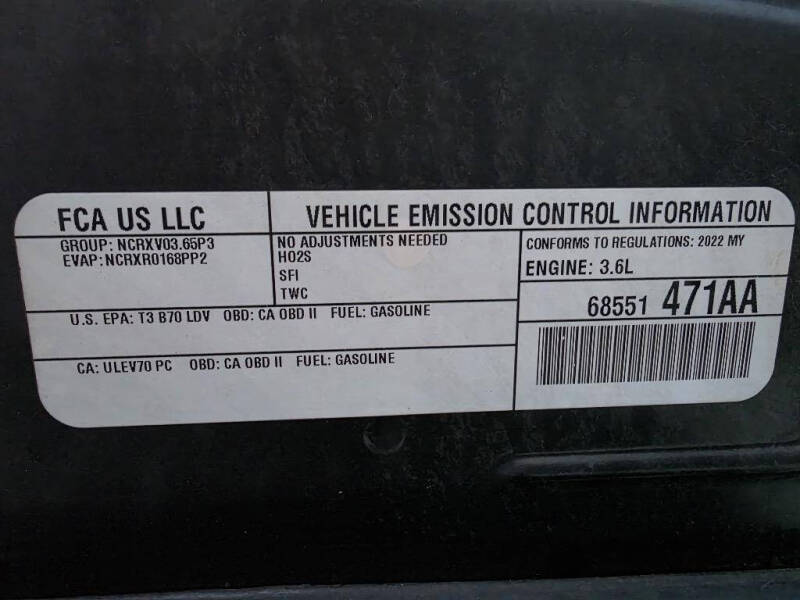 FCA US LLC
VEHICLE EMISSION CONTROL INFORMATION
GROUP: NCRXV03.65P3
EVAP:NCRXR0168PP2
NO ADJUSTMENTS NEEDED
HO2S
SFI
TWC
CONFORMS TO REGULATIONS: 2022 MY
ENGINE: 3.6L
U.S. EPA: T3 B70 LDV OBD: CA OBD II FUEL: GASOLINE
68551 471AA
CA: ULEV70 PC OBD: CA OBD II FUEL: GASOLINE